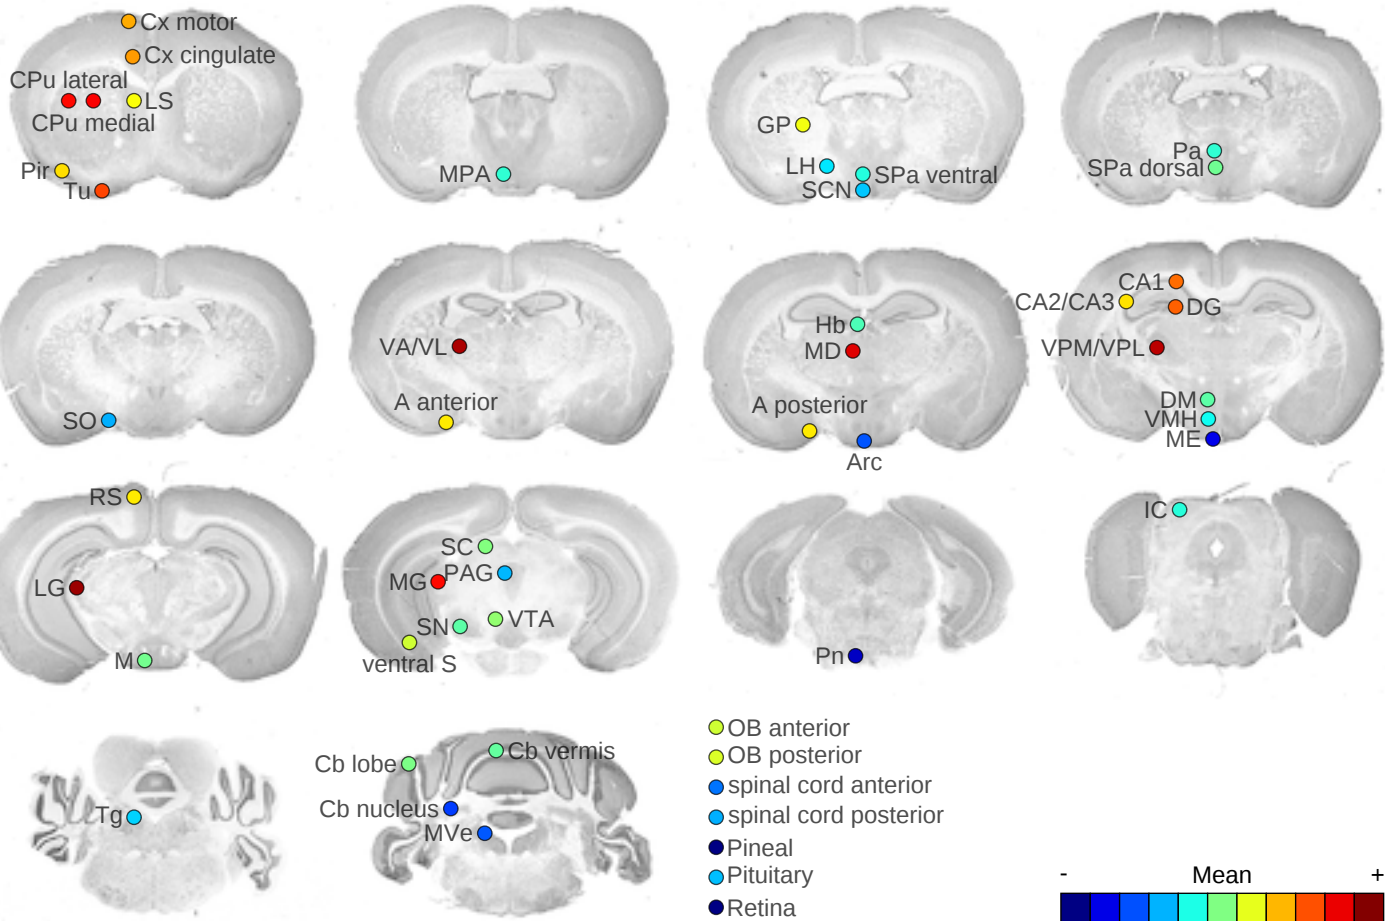 Cx motor
Cx cingulate
CPu lateral
LS
CPu medial
Pir
Tu
MPA
GP
LH
SPa ventral
SCN
Pa
SPa dorsal
SO
VA/VL
A anterior
Hb
MD
A posterior
Arc
CA1
CA2/CA3
DG
VPM/VPL
DM
VMH
ME
RS
LG
M
SC
MG
PAG
SN
VTA
ventral S
Pn
IC
Tg
Cb lobe
Cb vermis
Cb nucleus
MVe
OB anterior
OB posterior
spinal cord anterior
spinal cord posterior
Pineal
Pituitary
Retina
- Mean +